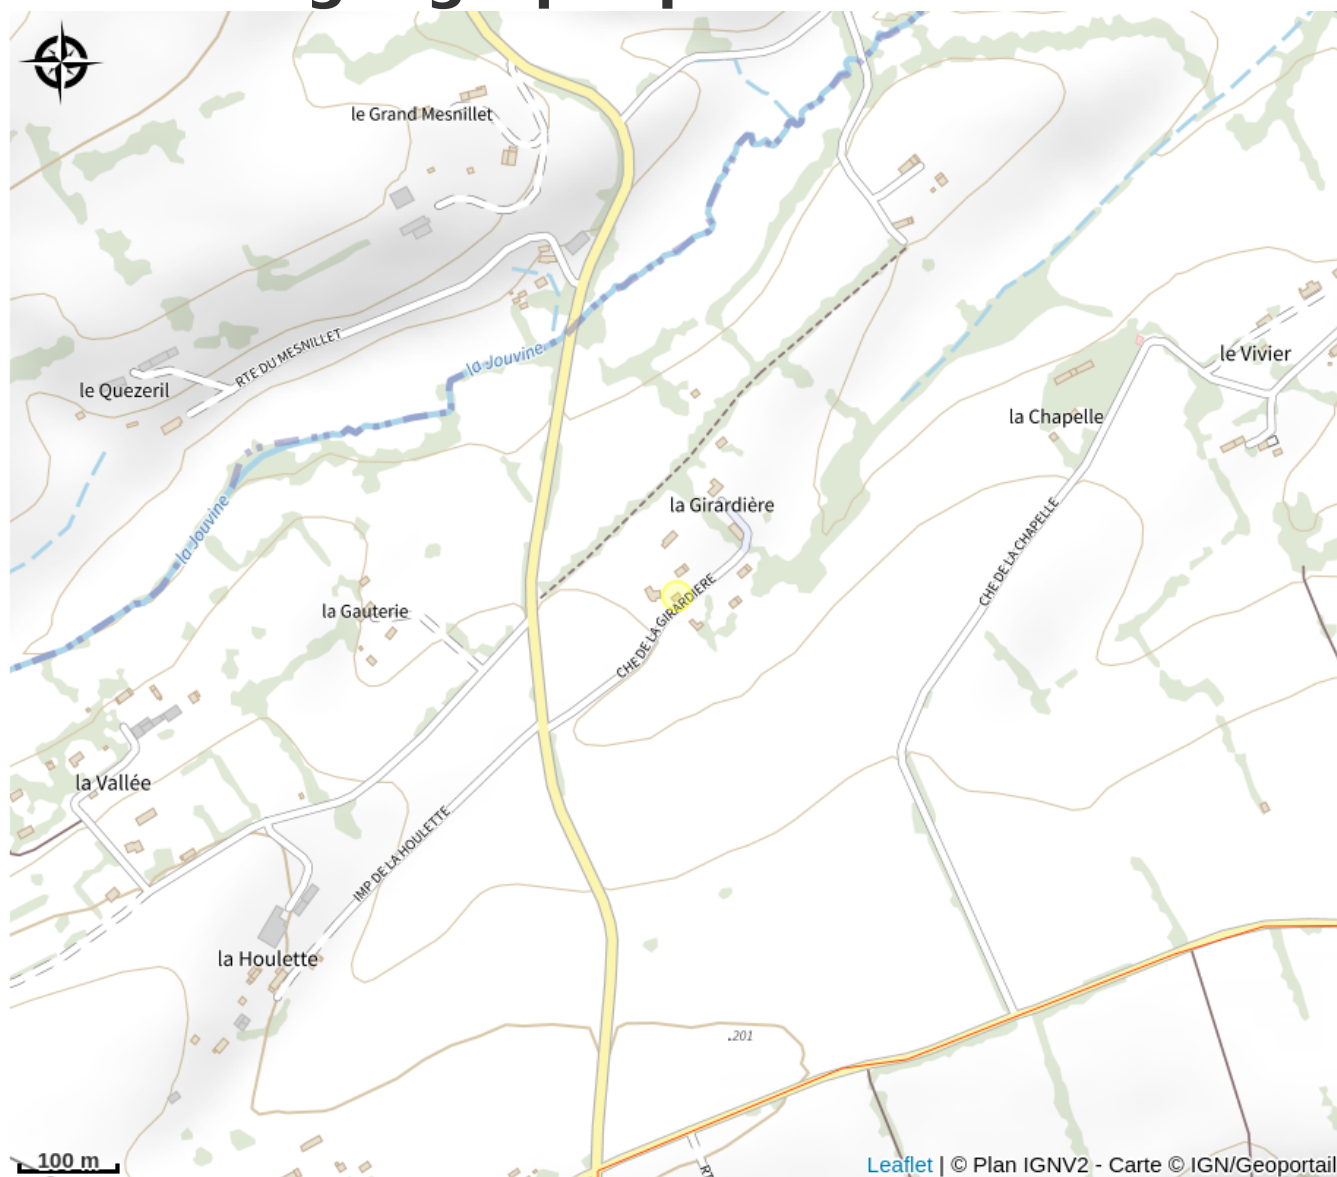 le Grand Mesnillet
la Jouvine
RTE DU MESNILLET
le Quezeril
le Vivier
la Chapelle
la Girardière
la Jouvine
CHE DE LA CHAPELLE
la Gauterie
CHE DE LA GIRARDIERE
la Vallée
IMP DE LA HOULETTE
la Houlette
.201
100 m
Leaflet | © Plan IGNV2 - Carte © IGN/Geoportail